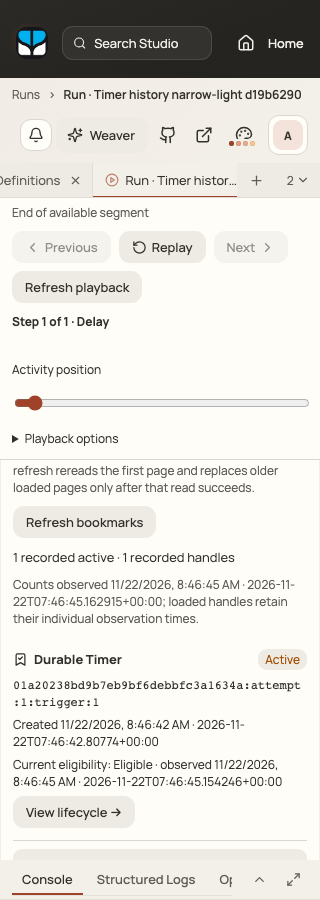 Search Studio
Home
Runs > Run · Timer history narrow-light d19b6290
Weaver
A
Definitions ×
Run · Timer histor…
+
2
End of available segment
Previous
Replay
Next
Refresh playback
Step 1 of 1 · Delay
Activity position
Playback options
refresh rereads the first page and replaces older
loaded pages only after that read succeeds.
Refresh bookmarks
1 recorded active · 1 recorded handles
Counts observed 11/22/2026, 8:46:45 AM · 2026-11-
22T07:46:45.162915+00:00; loaded handles retain
their individual observation times.
Durable Timer
Active
01a20238bd9b7eb9bf6debbfc3a1634a:attempt
:1:trigger:1
Created 11/22/2026, 8:46:42 AM · 2026-11-
22T07:46:42.80774+00:00
Current eligibility: Eligible · observed 11/22/2026,
8:46:45 AM · 2026-11-22T07:46:45.154246+00:00
View lifecycle →
Console
Structured Logs